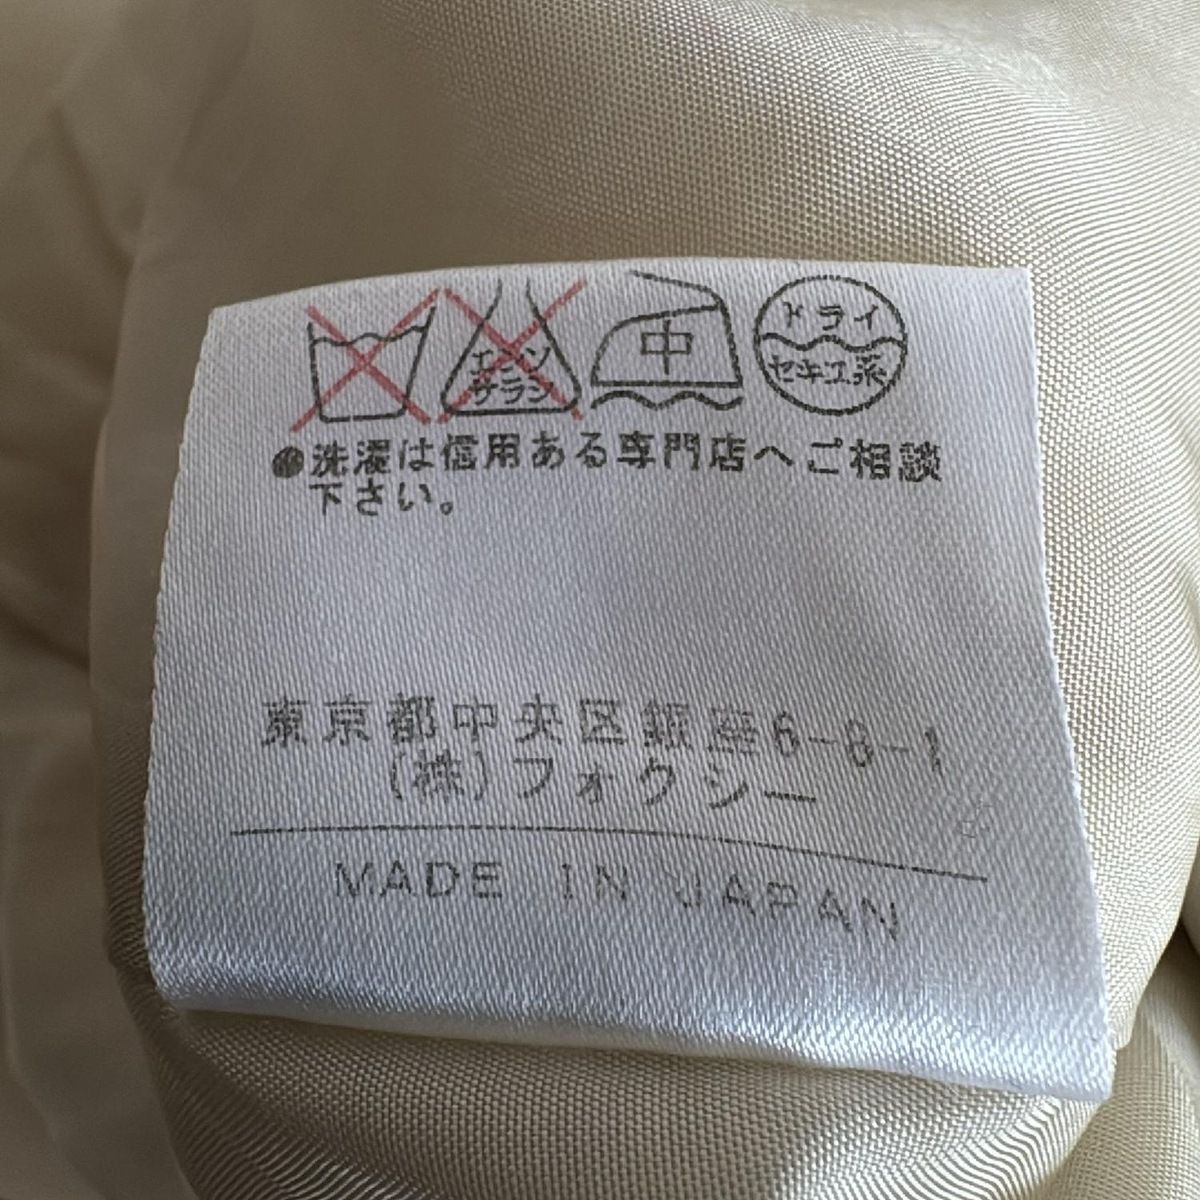 エンソ
サラシ
中
ドライ
セキユ系
●洗濯は信用ある専門店へご相談
下さい。
東京都中央区銀座6-8-1
(株)フォクシー
MADE IN JAPAN